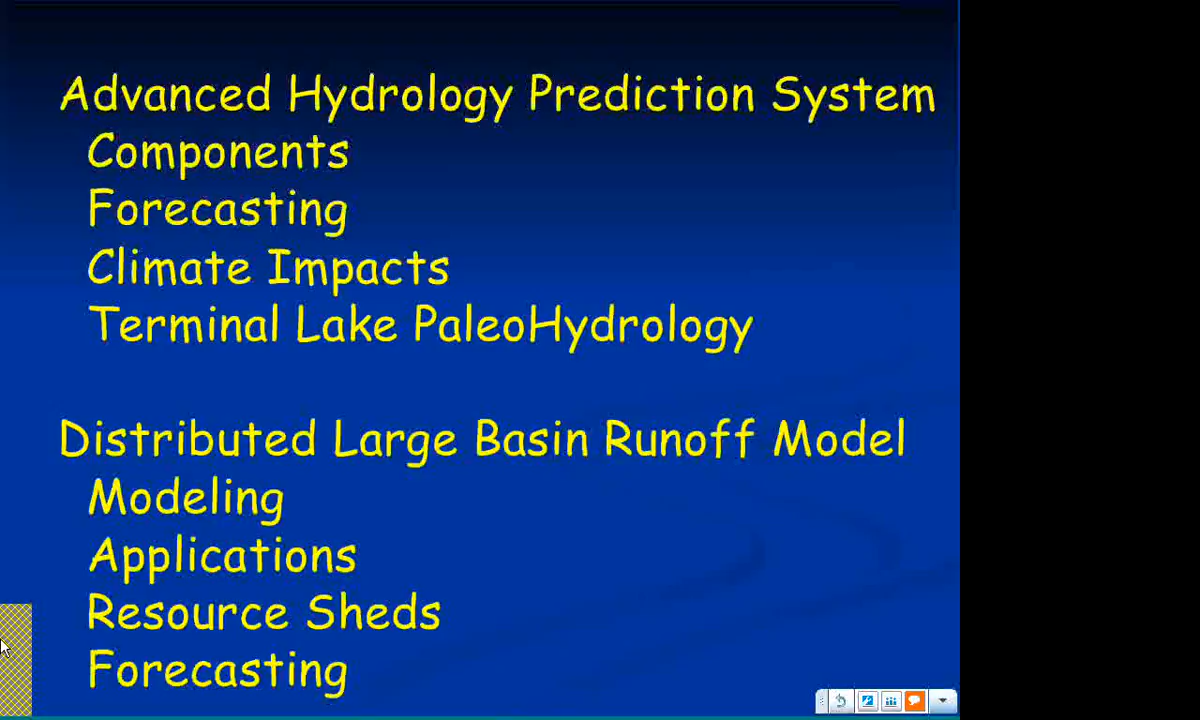 Advanced Hydrology Prediction System
Components
Forecasting
Climate Impacts
Terminal Lake PaleoHydrology
Distributed Large Basin Runoff Model
Modeling
Applications
Resource Sheds
Forecasting